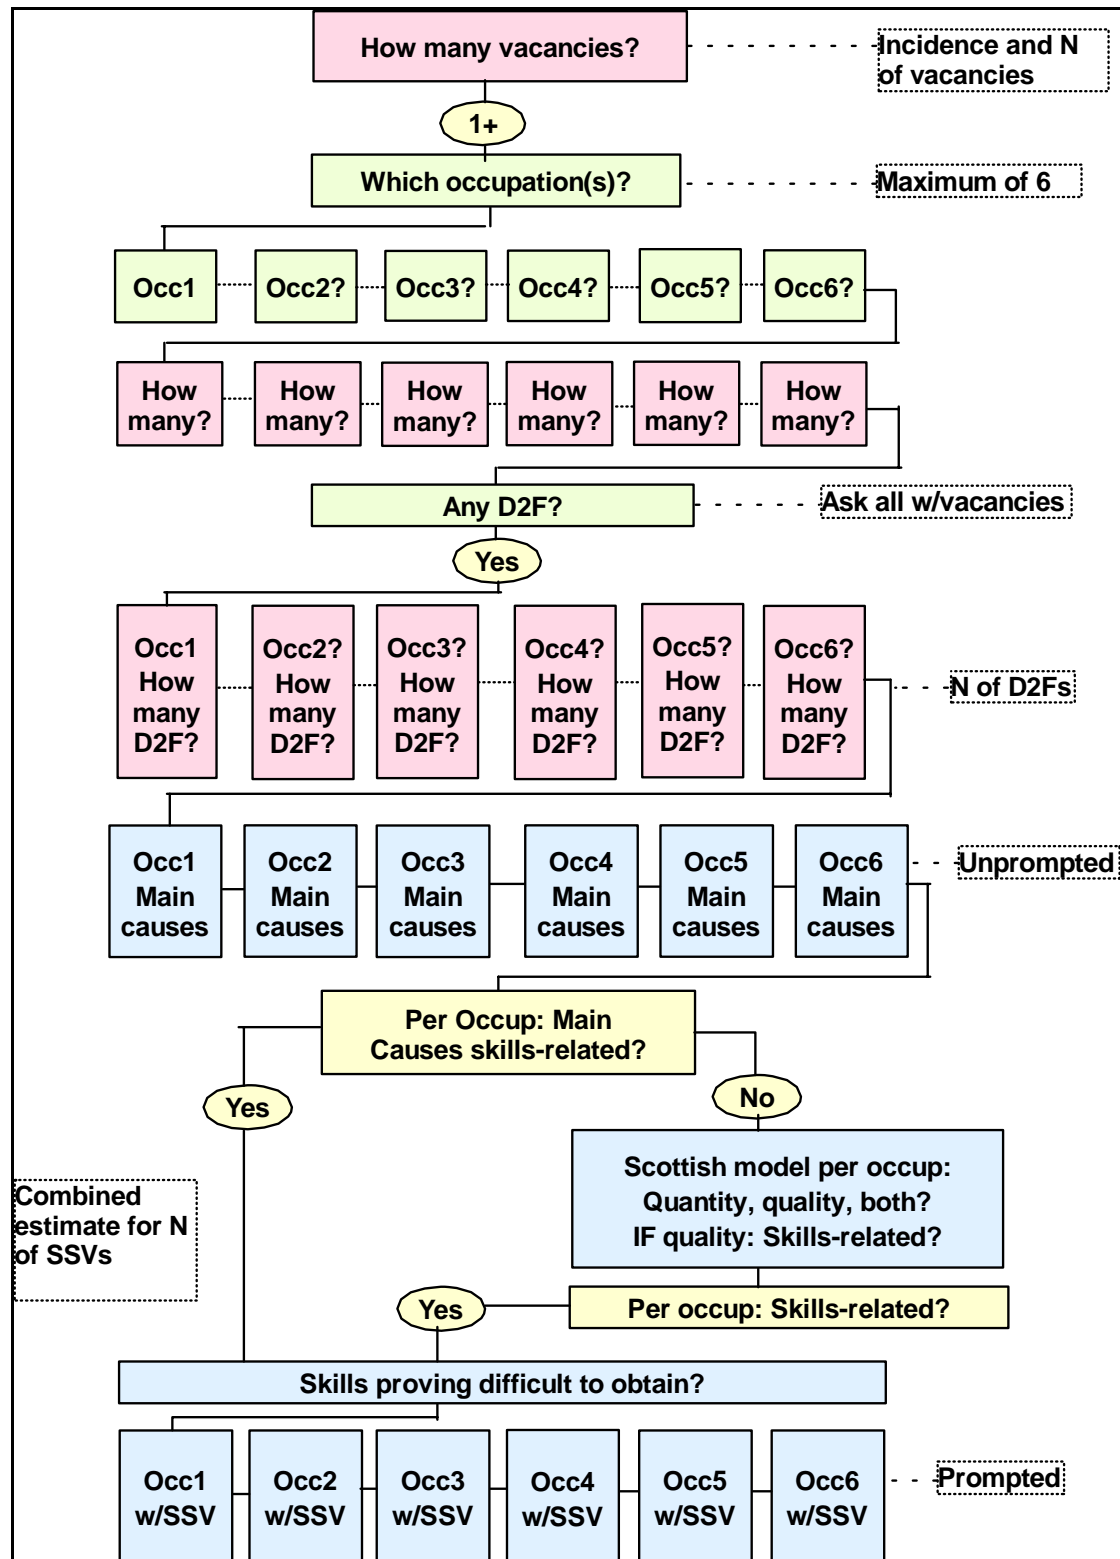 How many vacancies?
Incidence and N
of vacancies
1+
Which occupation(s)?
Maximum of 6
Occ1
Occ2?
Occ3?
Occ4?
Occ5?
Occ6?
How
many?
How
many?
How
many?
How
many?
How
many?
How
many?
Any D2F?
Ask all w/vacancies
Yes
Occ1
How
many
D2F?
Occ2?
How
many
D2F?
Occ3?
How
many
D2F?
Occ4?
How
many
D2F?
Occ5?
How
many
D2F?
Occ6?
How
many
D2F?
N of D2Fs
Occ1
Main
causes
Occ2
Main
causes
Occ3
Main
causes
Occ4
Main
causes
Occ5
Main
causes
Occ6
Main
causes
Unprompted
Per Occup: Main
Causes skills-related?
Yes
No
Scottish model per occup:
Quantity, quality, both?
IF quality: Skills-related?
Combined
estimate for N
of SSVs
Yes
Per occup: Skills-related?
Skills proving difficult to obtain?
Occ1
w/SSV
Occ2
w/SSV
Occ3
w/SSV
Occ4
w/SSV
Occ5
w/SSV
Occ6
w/SSV
Prompted